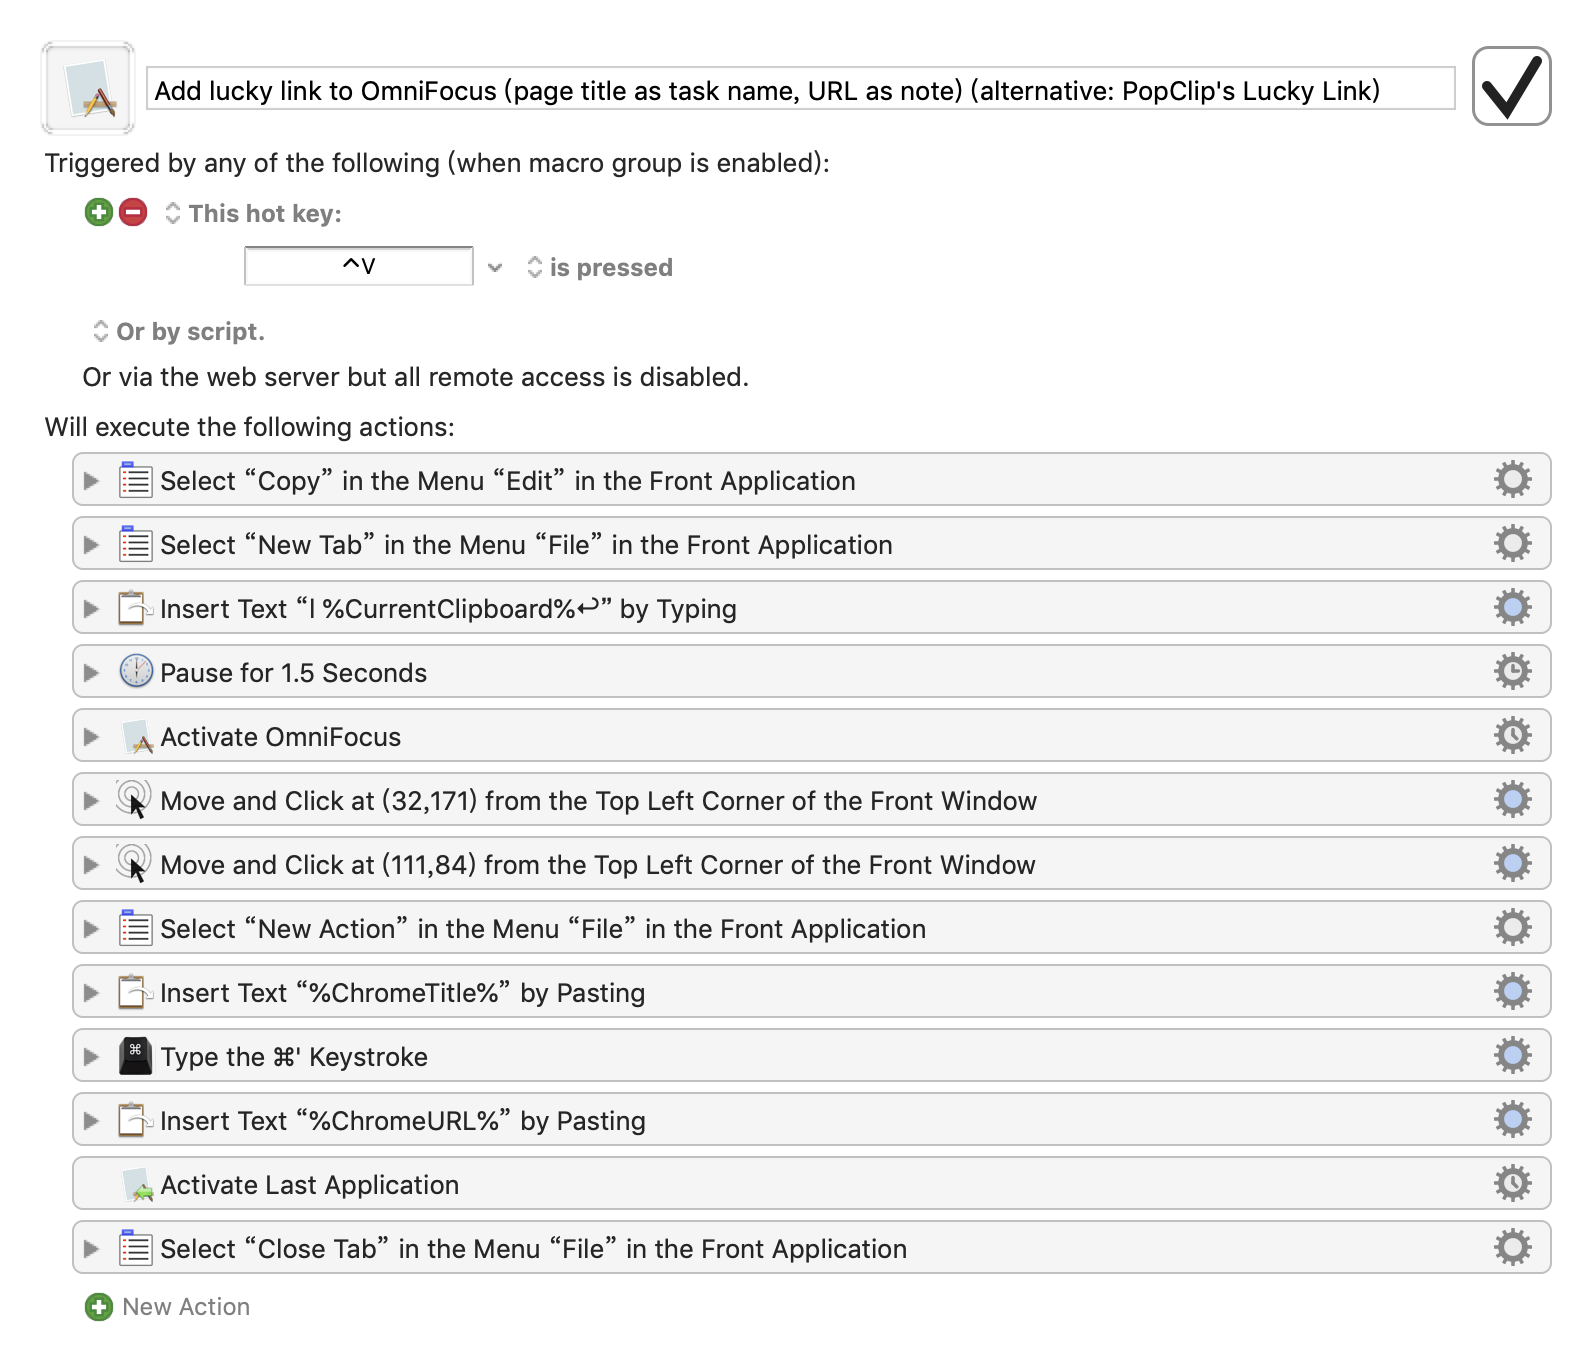 Add lucky link to OmniFocus (page title as task name, URL as note) (alternative: PopClip's Lucky Link)
Triggered by any of the following (when macro group is enabled):
This hot key:
^V
is pressed
Or by script.
Or via the web server but all remote access is disabled.
Will execute the following actions:
Select “Copy” in the Menu “Edit” in the Front Application
Select “New Tab” in the Menu “File” in the Front Application
Insert Text “l %CurrentClipboard%↩” by Typing
Pause for 1.5 Seconds
Activate OmniFocus
Move and Click at (32,171) from the Top Left Corner of the Front Window
Move and Click at (111,84) from the Top Left Corner of the Front Window
Select “New Action” in the Menu “File” in the Front Application
Insert Text “%ChromeTitle%” by Pasting
Type the ⌘' Keystroke
Insert Text “%ChromeURL%” by Pasting
Activate Last Application
Select “Close Tab” in the Menu “File” in the Front Application
New Action